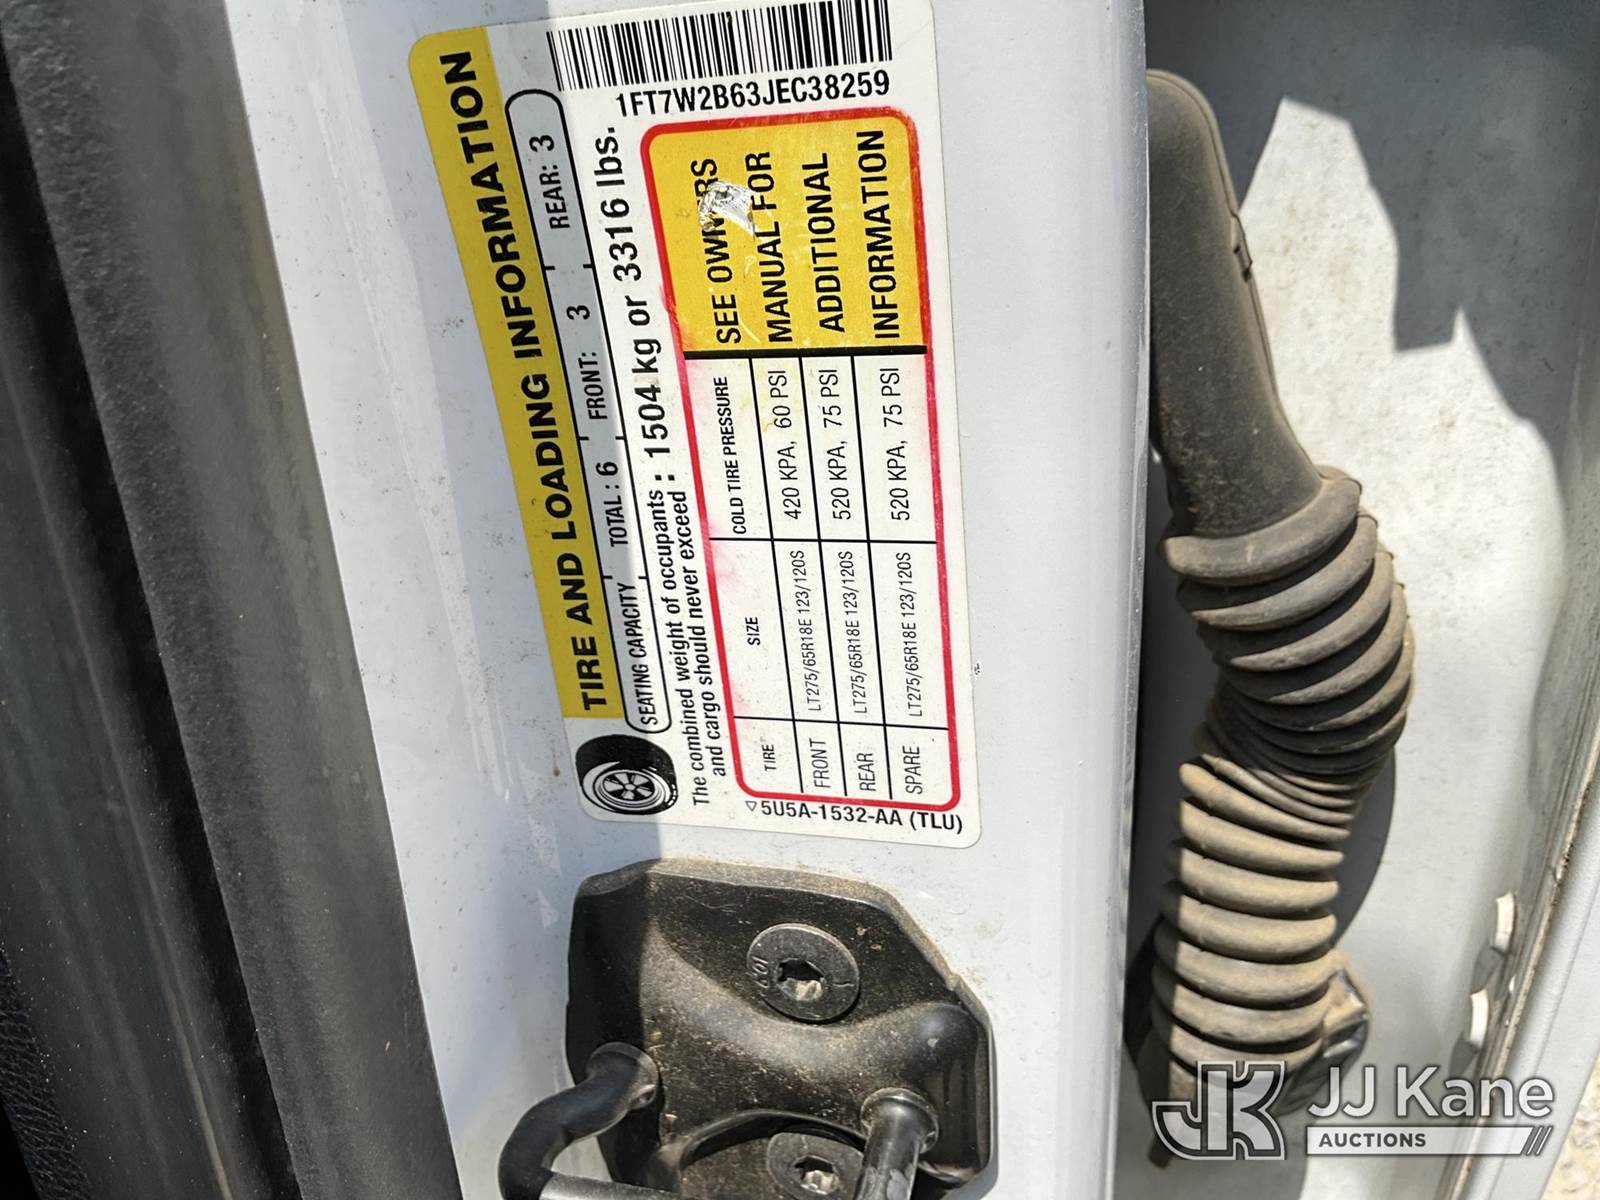 TIRE AND LOADING INFORMATION
SEATING CAPACITY TOTAL: 6 FRONT: 3 REAR: 3
The combined weight of occupants : 1504 kg or 3316 lbs.
and cargo should never exceed :
TIRE SIZE COLD TIRE PRESSURE
FRONT LT275/65R18E 123/120S 420 KPA, 60 PSI
REAR LT275/65R18E 123/120S 520 KPA, 75 PSI
SPARE LT275/65R18E 123/120S 520 KPA, 75 PSI
SEE OWNERS
MANUAL FOR
ADDITIONAL
INFORMATION
5U5A-1532-AA (TLU)
1FT7W2B63JEC38259
JK JJ Kane
AUCTIONS